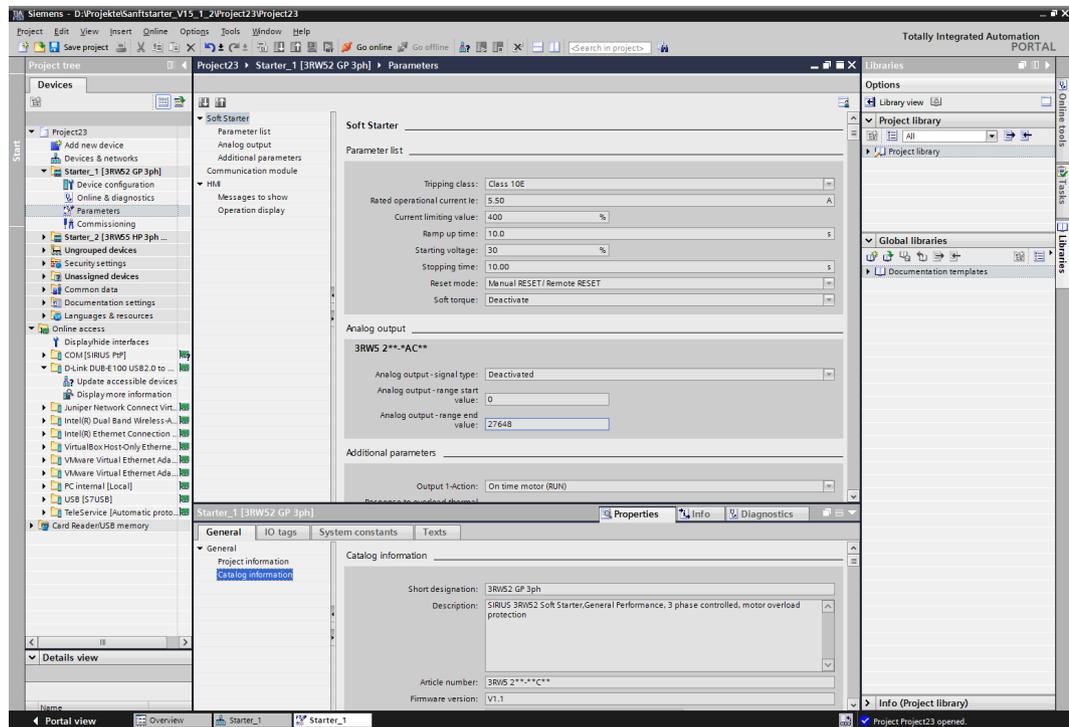 Siemens - D:\Projekte\Sanftstarter_V15_1_2\Project23\Project23
Project Edit View Insert Online Options Tools Window Help
Totally Integrated Automation
PORTAL
Save project
Go online
Go offline
<Search in project>
Project tree
Devices
Start
Project23
Add new device
Devices & networks
Starter_1 [3RW52 GP 3ph]
Device configuration
Online & diagnostics
Parameters
Commissioning
Starter_2 [3RW55 HP 3ph ...
Ungrouped devices
Security settings
Unassigned devices
Common data
Documentation settings
Languages & resources
Online access
Display/hide interfaces
COM [SIRIUS PtP]
D-Link DUB-E100 USB2.0 to ...
Update accessible devices
Display more information
Juniper Network Connect Virt...
Intel(R) Dual Band Wireless-A...
Intel(R) Ethernet Connection ...
VirtualBox Host-Only Etherne...
VMware Virtual Ethernet Ada...
VMware Virtual Ethernet Ada...
PC internal [Local]
USB [S7USB]
TeleService [Automatic proto...
Card Reader/USB memory
Details view
Name
Project23 Starter_1 [3RW52 GP 3ph] Parameters
Soft Starter
Parameter list
Analog output
Additional parameters
Communication module
HMI
Messages to show
Operation display
Soft Starter
Parameter list
Tripping class: Class 10E
Rated operational current Ie: 5.50 A
Current limiting value: 400 %
Ramp up time: 10.0 s
Starting voltage: 30 %
Stopping time: 10.00 s
Reset mode: Manual RESET/ Remote RESET
Soft torque: Deactivate
Analog output
3RW5 2**-*AC**
Analog output - signal type: Deactivated
Analog output - range start
value: 0
Analog output - range end
value: 27648
Additional parameters
Output 1-Action: On time motor (RUN)
Response to overload thermal
Starter_1 [3RW52 GP 3ph]
Properties Info Diagnostics
General IO tags System constants Texts
General
Project information
Catalog information
Catalog information
Short designation: 3RW52 GP 3ph
Description: SIRIUS 3RW52 Soft Starter,General Performance, 3 phase controlled, motor overload
protection
Article number: 3RW5 2**-**C**
Firmware version: V1.1
Libraries
Options
Library view
Project library
All
Project library
Global libraries
Documentation templates
Info (Project library)
Online tools
Tasks
Libraries
Portal view Overview Starter_1 Starter_1
Project Project23 opened.